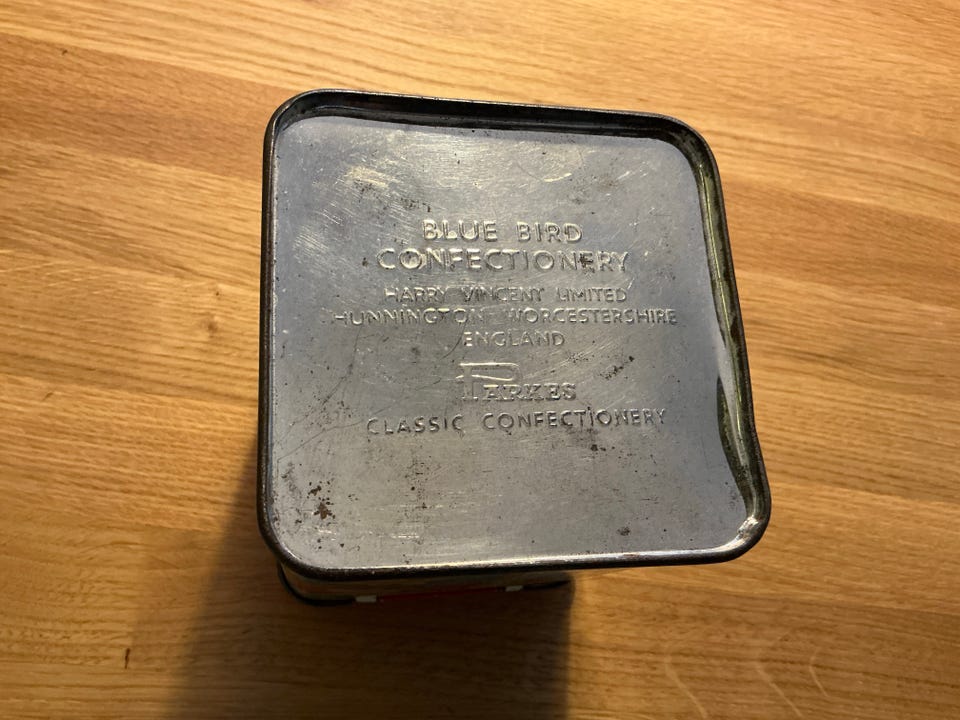 BLUE BIRD
CONFECTIONERY
HARRY VINCENT LIMITED
HUNNINGTON WORCESTERSHIRE
ENGLAND
PARKES
CLASSIC CONFECTIONERY